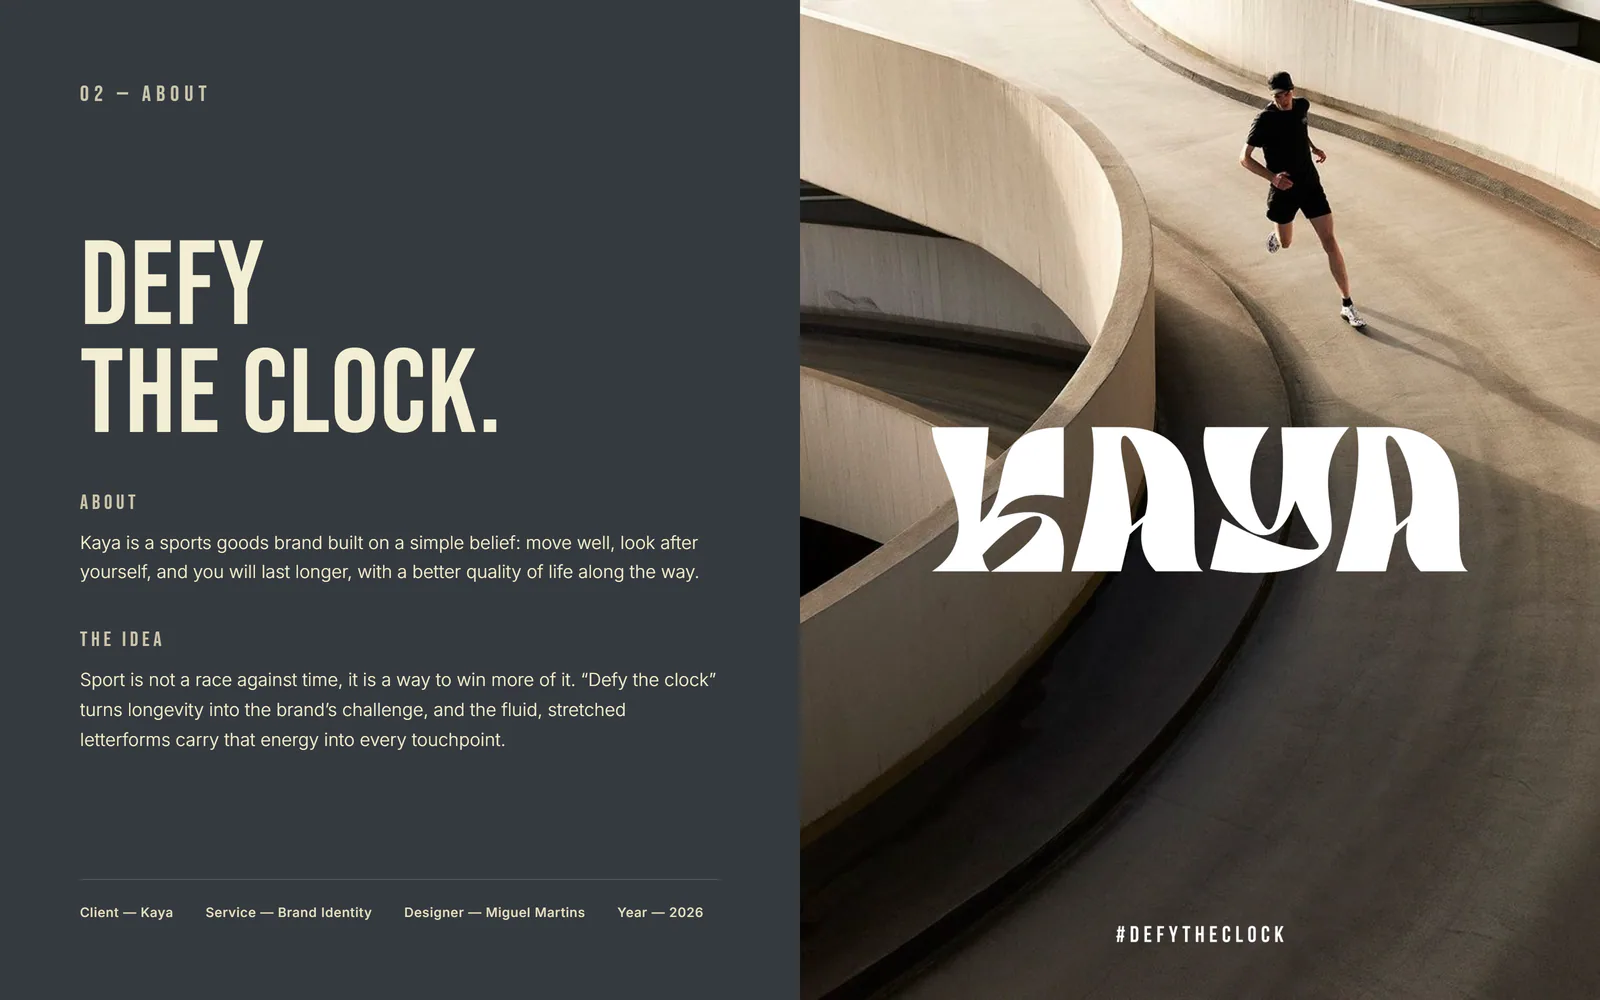 02 — ABOUT
DEFY
THE CLOCK.
ABOUT
Kaya is a sports goods brand built on a simple belief: move well, look after
yourself, and you will last longer, with a better quality of life along the way.
THE IDEA
Sport is not a race against time, it is a way to win more of it. “Defy the clock”
turns longevity into the brand’s challenge, and the fluid, stretched
letterforms carry that energy into every touchpoint.
Client — Kaya
Service — Brand Identity
Designer — Miguel Martins
Year — 2026
KAYA
#DEFYTHECLOCK